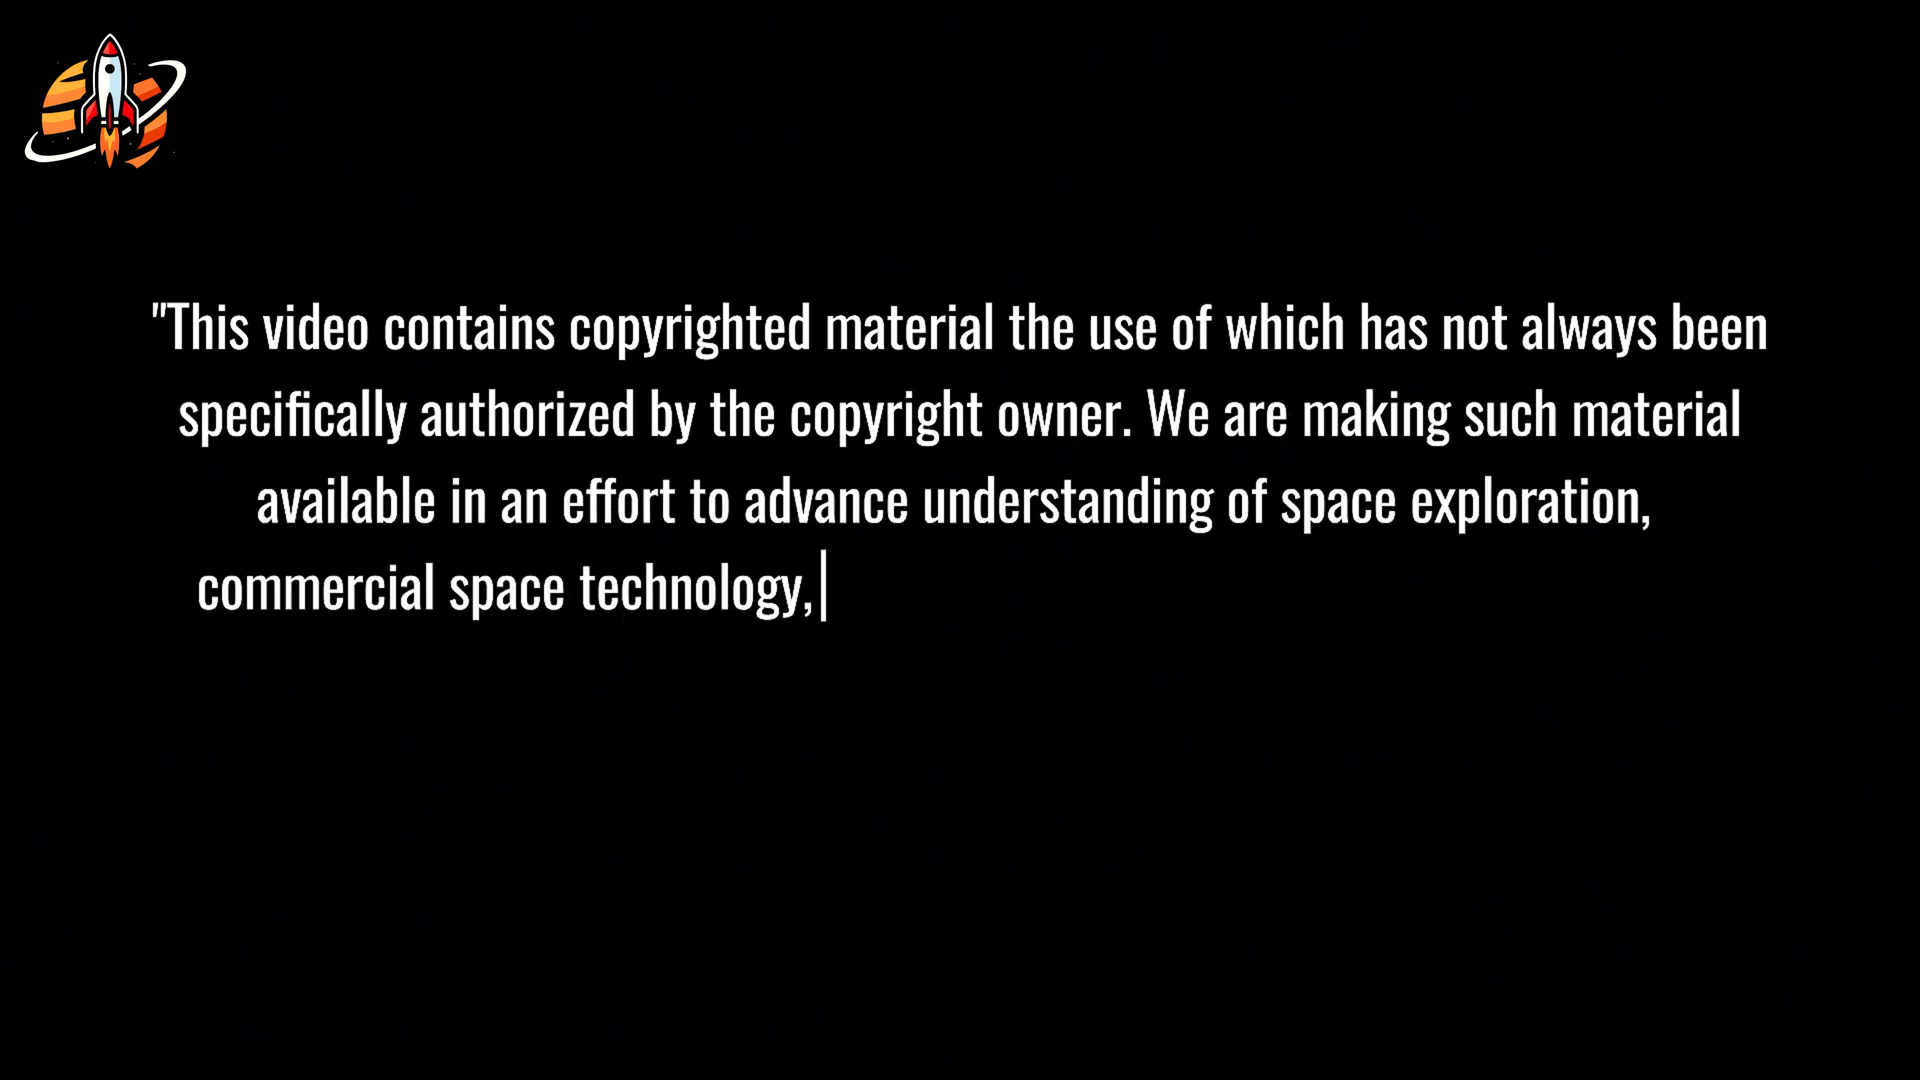 "This video contains copyrighted material the use of which has not always been
specifically authorized by the copyright owner. We are making such material
available in an effort to advance understanding of space exploration,
commercial space technology,